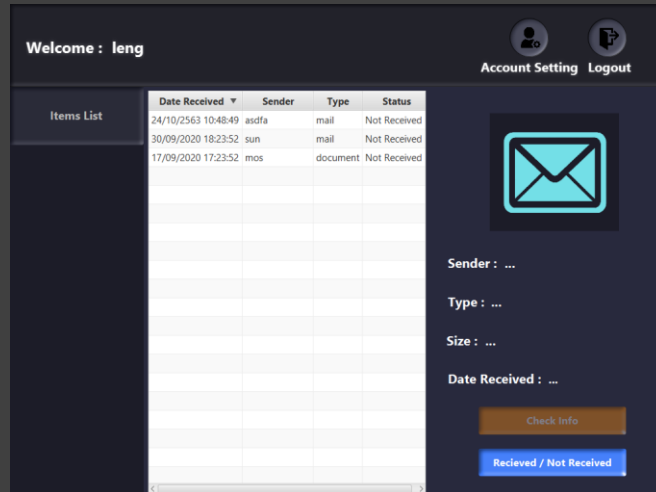 Welcome : leng
Account Setting Logout
Items List
Date Received ▼ Sender Type Status
24/10/2563 10:48:49 asdfa mail Not Received
30/09/2020 18:23:52 sun mail Not Received
17/09/2020 17:23:52 mos document Not Received
Sender : ...
Type : ...
Size : ...
Date Received : ...
Check Info
Recieved / Not Received